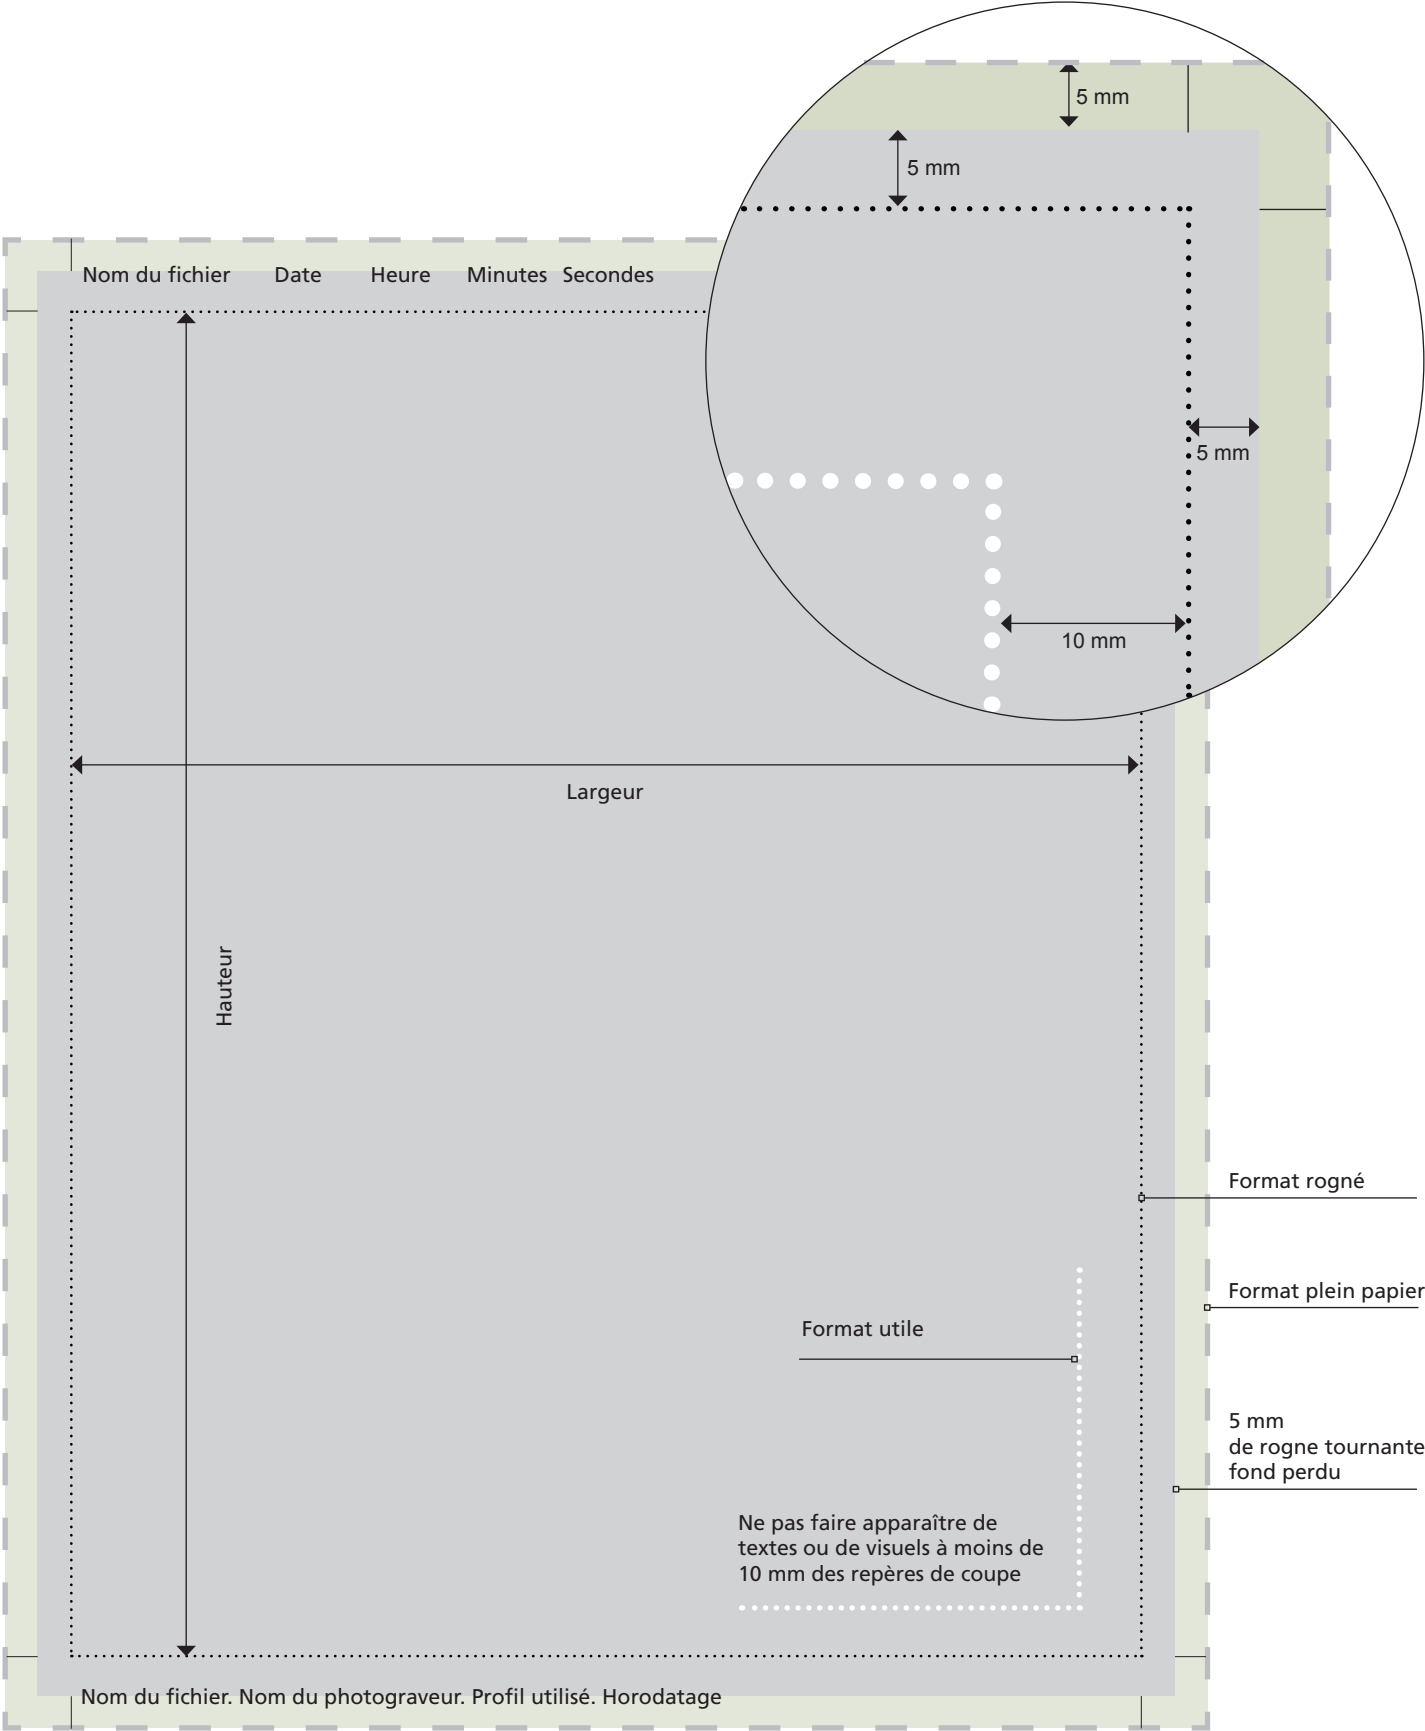 5 mm
5 mm
Nom du fichier Date Heure Minutes Secondes
5 mm
10 mm
Largeur
Hauteur
Format rogné
Format plein papier
Format utile
5 mm
de rogne tournante
fond perdu
Ne pas faire apparaître de
textes ou de visuels à moins de
10 mm des repères de coupe
Nom du fichier. Nom du photograveur. Profil utilisé. Horodatage